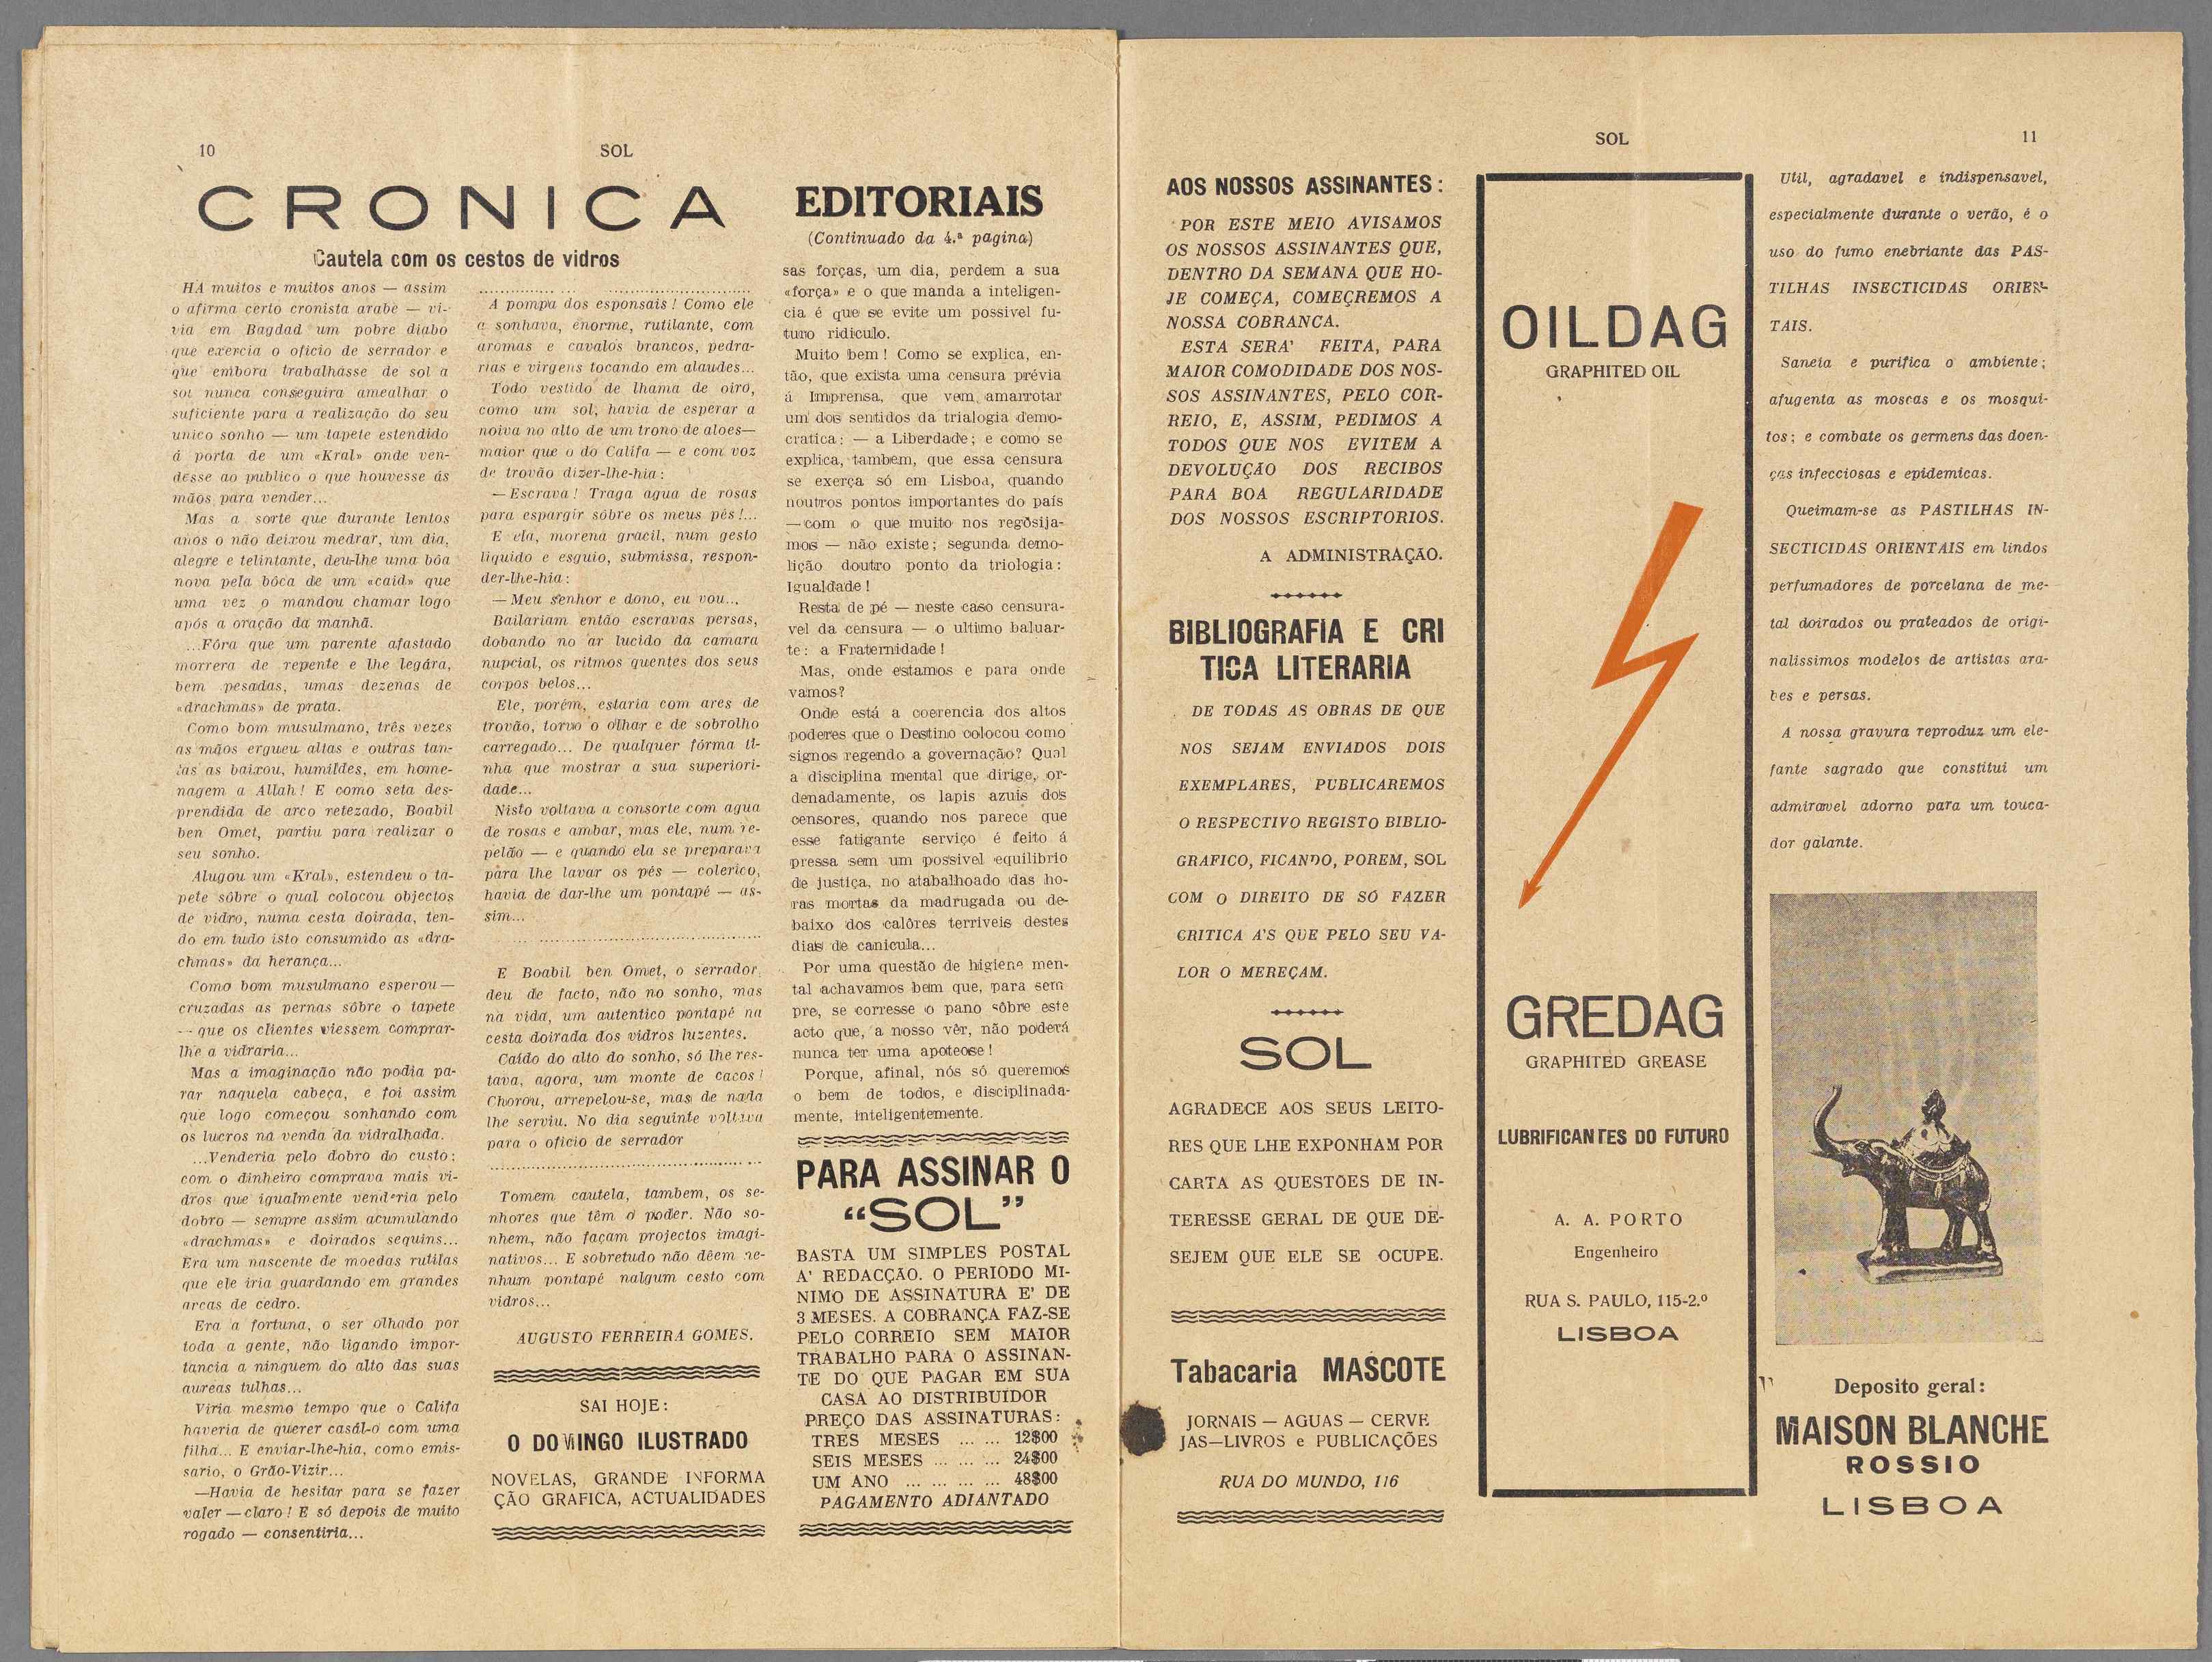 10
SOL
CRONICA
Cautela com os cestos de vidros
HÁ muitos e muitos anos — assim
o afirma certo cronista arabe — vi-
via em Bagdad um pobre diabo
que exercia o oficio de serrador e
que embora trabalhasse de sol a
sol nunca conseguira amealhar o
suficiente para a realização do seu
unico sonho — um tapete estendido
á porta de um «Kral» onde ven-
desse ao publico o que houvesse ás
mãos para vender...
Mas a sorte que durante lentos
anos o não deixou medrar, um dia,
alegre e telintante, deu-lhe uma bôa
nova pela bôca de um «caid» que
uma vez o mandou chamar logo
após a oração da manhã.
...Fôra que um parente afastado
morrera de repente e lhe legára,
bem pesadas, umas dezenas de
«drachmas» de prata.
Como bom musulmano, três vezes
as mãos ergueu altas e outras tan-
tas as baixou, humildes, em home-
nagem a Allah! E como seta des-
prendida de arco retezado, Boabil
ben Omet, partiu para realizar o
seu sonho.
Alugou um «Kral», estendeu o ta-
pete sôbre o qual colocou objectos
de vidro, numa cesta doirada, ten-
do em tudo isto consumido as «dra-
chmas» da herança...
Como bom musulmano esperou —
cruzadas as pernas sôbre o tapete
— que os clientes viessem comprar-
lhe a vidraria...
Mas a imaginação não podia pa-
rar naquela cabeça, e foi assim
que logo começou sonhando com
os lucros na venda da vidralhada.
...Venderia pelo dobro do custo;
com o dinheiro comprava mais vi-
dros que igualmente venderia pelo
dobro — sempre assim acumulando
«drachmas» e doirados sequins...
Era um nascente de moedas rutilas
que ele iria guardando em grandes
arcas de cedro.
Era a fortuna, o ser olhado por
toda a gente, não ligando impor-
tancia a ninguem do alto das suas
aureas tulhas...
Viria mesmo tempo que o Califa
haveria de querer casál-o com uma
filha... E enviar-lhe-hia, como emis-
sario, o Grão-Vizir...
—Havia de hesitar para se fazer
valer — claro! E só depois de muito
rogado — consentiria...
A pompa dos esponsais! Como ele
a sonhava, enorme, rutilante, com
aromas e cavalos brancos, pedra-
rias e virgens tocando em alaudes...
Todo vestido de lhama de oiro,
como um sol, havia de esperar a
noiva no alto de um trono de aloes—
maior que o do Califa — e com voz
de trovão dizer-lhe-hia:
—Escrava! Traga agua de rosas
para espargir sôbre os meus pés!...
E ela, morena gracil, num gesto
liquido e esguio, submissa, respon-
der-lhe-hia:
—Meu senhor e dono, eu vou...
Bailariam então escravas persas,
dobando no ar lucido da camara
nupcial, os ritmos quentes dos seus
corpos belos...
Ele, porém, estaria com ares de
trovão, torvo o olhar e de sobrolho
carregado... De qualquer fórma ti-
nha que mostrar a sua superiori-
dade...
Nisto voltava a consorte com agua
de rosas e ambar, mas ele, num re-
pelão — e quando ela se preparava
pàra lhe lavar os pés — colerico,
havia de dar-lhe um pontapé — as-
sim...
E Boabil ben Omet, o serrador,
deu de facto, não no sonho, mas
na vida, um autentico pontapé na
cesta doirada dos vidros luzentes.
Caído do alto do sonho, só lhe res-
tava, agora, um monte de cacos!
Chorou, arrepelou-se, mas de nada
lhe serviu. No dia seguinte voltava
para o oficio de serrador
Tomem cautela, tambem, os se-
nhores que têm o poder. Não so-
nhem, não façam projectos imagi-
nativos... E sobretudo não dêem ne-
nhum pontapé nalgum cesto com
vidros...
AUGUSTO FERREIRA GOMES.
SAI HOJE:
O DOMINGO ILUSTRADO
NOVELAS, GRANDE INFORMA
ÇÃO GRAFICA, ACTUALIDADES
EDITORIAIS
(Continuado da 4.ª pagina)
sas forças, um dia, perdem a sua
«força» e o que manda a inteligen-
cia é que se evite um possivel fu-
turo ridiculo.
Muito bem! Como se explica, en-
tão, que exista uma censura prévia
á Imprensa, que vem amarrotar
um dos sentidos da trialogia demo-
cratica: — a Liberdade; e como se
explica, tambem, que essa censura
se exerça só em Lisboa, quando
noutros pontos importantes do país
—com o que muito nos regõsija-
mos — não existe; segunda demo-
lição doutro ponto da triologia:
Igualdade!
Resta de pé — neste caso censura-
vel da censura — o ultimo baluar-
te: a Fraternidade!
Mas, onde estamos e para onde
vamos?
Onde está a coerencia dos altos
poderes que o Destino colocou como
signos regendo a governação? Qual
a disciplina mental que dirige, or-
denadamente, os lapis azuis dos
censores, quando nos parece que
esse fatigante serviço é feito á
pressa sem um possivel equilibrio
de justiça, no atabalhoado das ho-
ras mortas da madrugada ou de-
baixo dos calôres terriveis destes
dias de canicula...
Por uma questão de higiene men-
tal achavamos bem que, para sem
pre, se corresse o pano sôbre este
acto que, a nosso vêr, não poderá
nunca ter uma apoteose!
Porque, afinal, nós só queremos
o bem de todos, e disciplinada-
mente, inteligentemente.
PARA ASSINAR O
“SOL”
BASTA UM SIMPLES POSTAL
A' REDACÇÃO. O PERIODO MI-
NIMO DE ASSINATURA E' DE
3 MESES. A COBRANÇA FAZ-SE
PELO CORREIO SEM MAIOR
TRABALHO PARA O ASSINAN-
TE DO QUE PAGAR EM SUA
CASA AO DISTRIBUIDOR
PREÇO DAS ASSINATURAS:
TRES MESES ... ... 12$00
SEIS MESES ... ... ... 24$00
UM ANO ... ... ... ... 48$00
PAGAMENTO ADIANTADO
SOL
11
AOS NOSSOS ASSINANTES:
POR ESTE MEIO AVISAMOS
OS NOSSOS ASSINANTES QUE,
DENTRO DA SEMANA QUE HO-
JE COMEÇA, COMEÇREMOS A
NOSSA COBRANCA.
ESTA SERA' FEITA, PARA
MAIOR COMODIDADE DOS NOS-
SOS ASSINANTES, PELO COR-
REIO, E, ASSIM, PEDIMOS A
TODOS QUE NOS EVITEM A
DEVOLUÇÃO DOS RECIBOS
PARA BOA REGULARIDADE
DOS NOSSOS ESCRIPTORIOS.
A ADMINISTRAÇÃO.
BIBLIOGRAFIA E CRI
TICA LITERARIA
DE TODAS AS OBRAS DE QUE
NOS SEJAM ENVIADOS DOIS
EXEMPLARES, PUBLICAREMOS
O RESPECTIVO REGISTO BIBLIO-
GRAFICO, FICANDO, POREM, SOL
COM O DIREITO DE SÓ FAZER
CRITICA A'S QUE PELO SEU VA-
LOR O MEREÇAM.
SOL
AGRADECE AOS SEUS LEITO-
RES QUE LHE EXPONHAM POR
CARTA AS QUESTÕES DE IN-
TERESSE GERAL DE QUE DE-
SEJEM QUE ELE SE OCUPE.
Tabacaria MASCOTE
JORNAIS — AGUAS — CERVE
JAS—LIVROS e PUBLICAÇÕES
RUA DO MUNDO, 116
OILDAG
GRAPHITED OIL
GREDAG
GRAPHITED GREASE
LUBRIFICANTES DO FUTURO
A. A. PORTO
Engenheiro
RUA S. PAULO, 115-2.º
LISBOA
Util, agradavel e indispensavel,
especialmente durante o verão, é o
uso do fumo enebriante das PAS-
TILHAS INSECTICIDAS ORIEN-
TAIS.
Saneia e purifica o ambiente;
afugenta as moscas e os mosqui-
tos; e combate os germens das doen-
ças infecciosas e epidemicas.
Queimam-se as PASTILHAS IN-
SECTICIDAS ORIENTAIS em lindos
perfumadores de porcelana de me-
tal doirados ou prateados de origi-
nalissimos modelos de artistas ara-
bes e persas.
A nossa gravura reproduz um ele-
fante sagrado que constitui um
admiravel adorno para um touca-
dor galante.
Deposito geral:
MAISON BLANCHE
ROSSIO
LISBOA